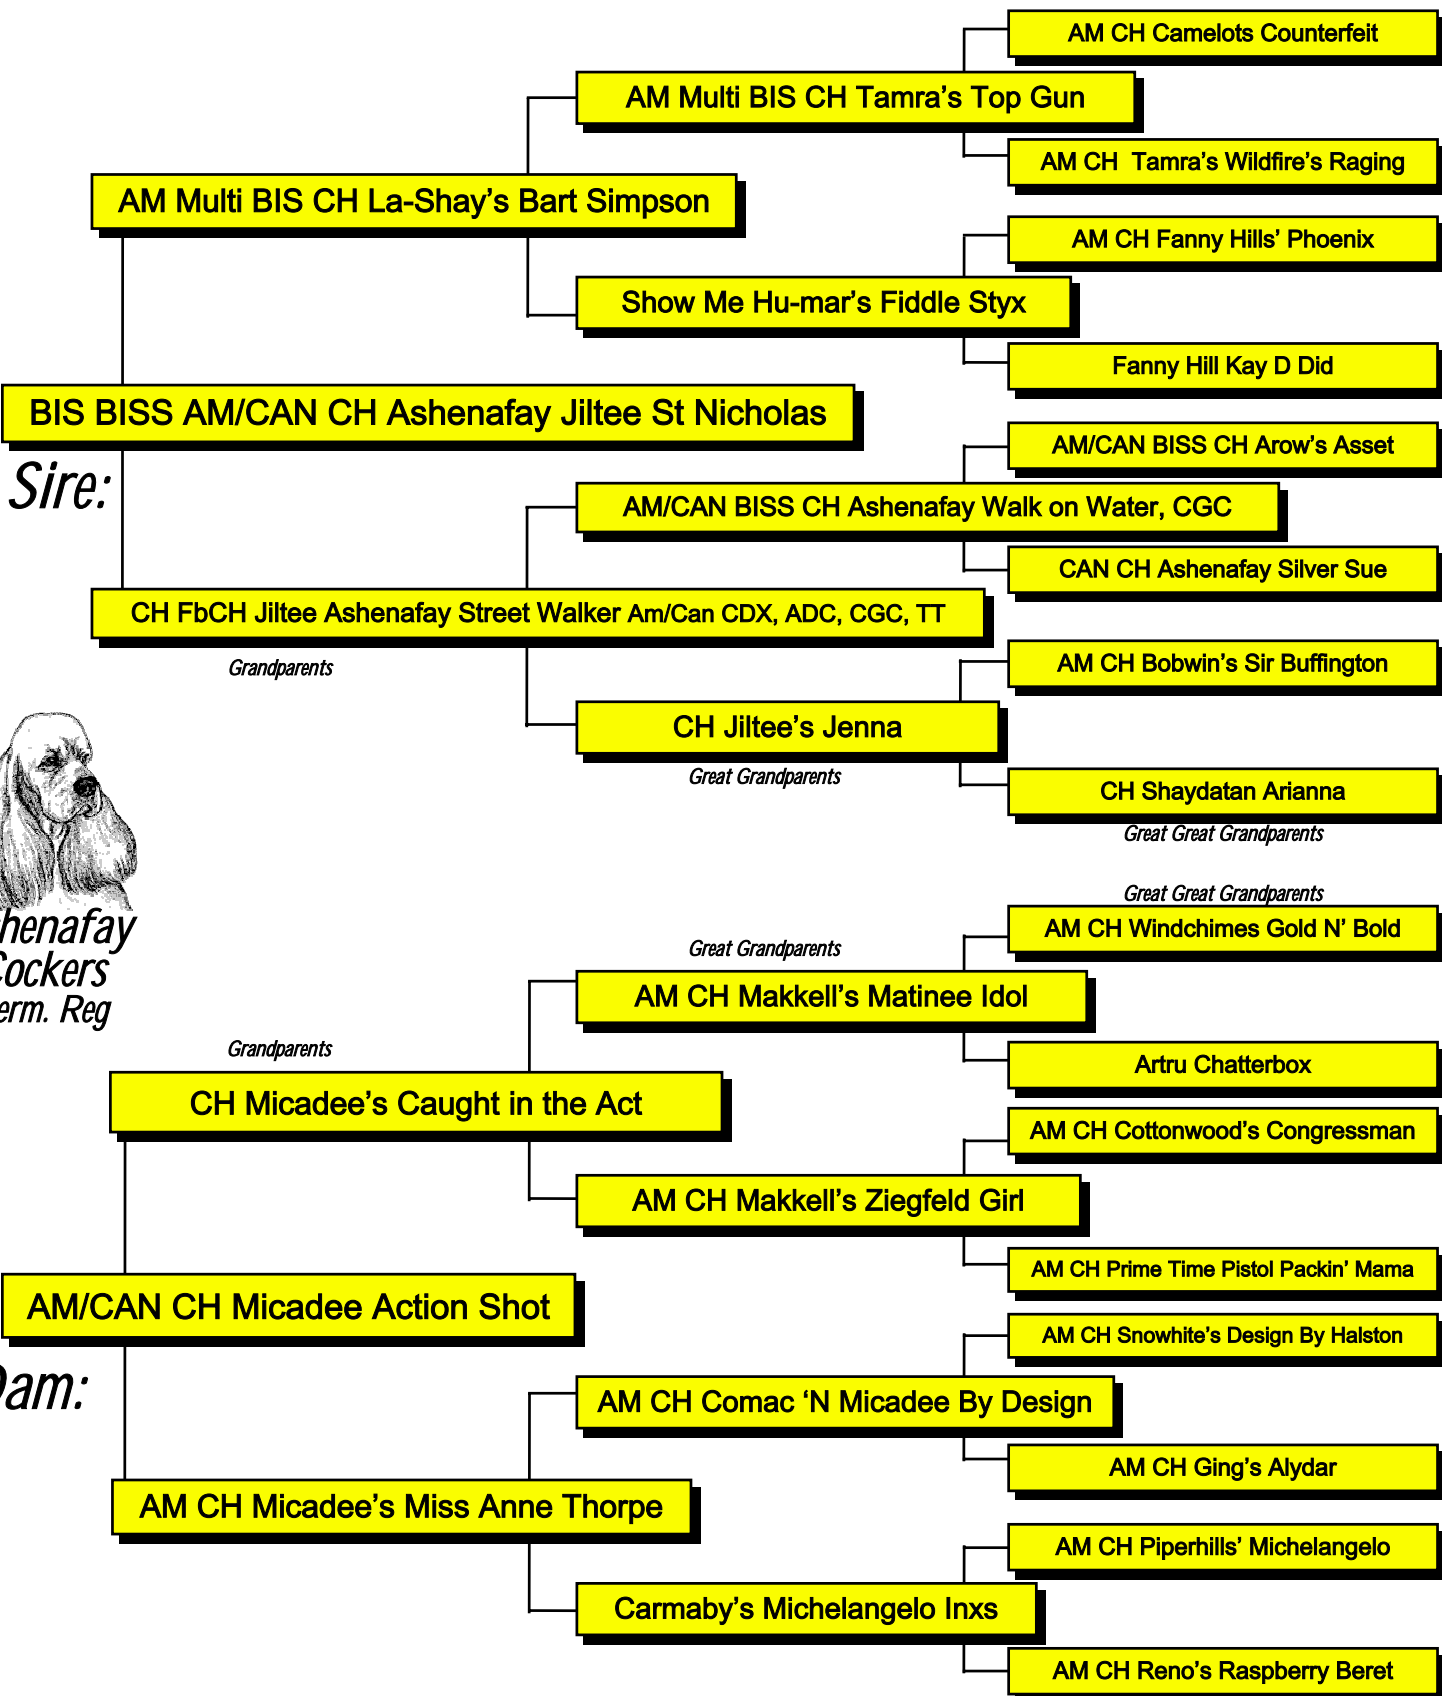 AM CH Camelots Counterfeit
AM Multi BIS CH Tamra's Top Gun
AM CH Tamra's Wildfire's Raging
AM Multi BIS CH La-Shay's Bart Simpson
AM CH Fanny Hills' Phoenix
Show Me Hu-mar's Fiddle Styx
Fanny Hill Kay D Did
BIS BISS AM/CAN CH Ashenafay Jiltee St Nicholas
Sire:
AM/CAN BISS CH Arow's Asset
AM/CAN BISS CH Ashenafay Walk on Water, CGC
CAN CH Ashenafay Silver Sue
CH FbCH Jiltee Ashenafay Street Walker Am/Can CDX, ADC, CGC, TT
Grandparents
AM CH Bobwin's Sir Buffington
CH Jiltee's Jenna
Great Grandparents
CH Shaydatan Arianna
Great Great Grandparents
henafay
Cockers
erm. Reg
Great Great Grandparents
AM CH Windchimes Gold N' Bold
Great Grandparents
AM CH Makkell's Matinee Idol
Artru Chatterbox
Grandparents
CH Micadee's Caught in the Act
AM CH Cottonwood's Congressman
AM CH Makkell's Ziegfeld Girl
AM CH Prime Time Pistol Packin' Mama
AM/CAN CH Micadee Action Shot
Dam:
AM CH Snowhite's Design By Halston
AM CH Comac 'N Micadee By Design
AM CH Ging's Alydar
AM CH Micadee's Miss Anne Thorpe
AM CH Piperhills' Michelangelo
Carmaby's Michelangelo Inxs
AM CH Reno's Raspberry Beret